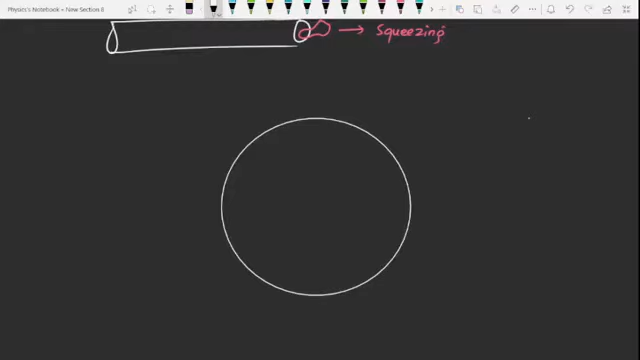 Physics's Notebook » New Section 6
→ Squeezing